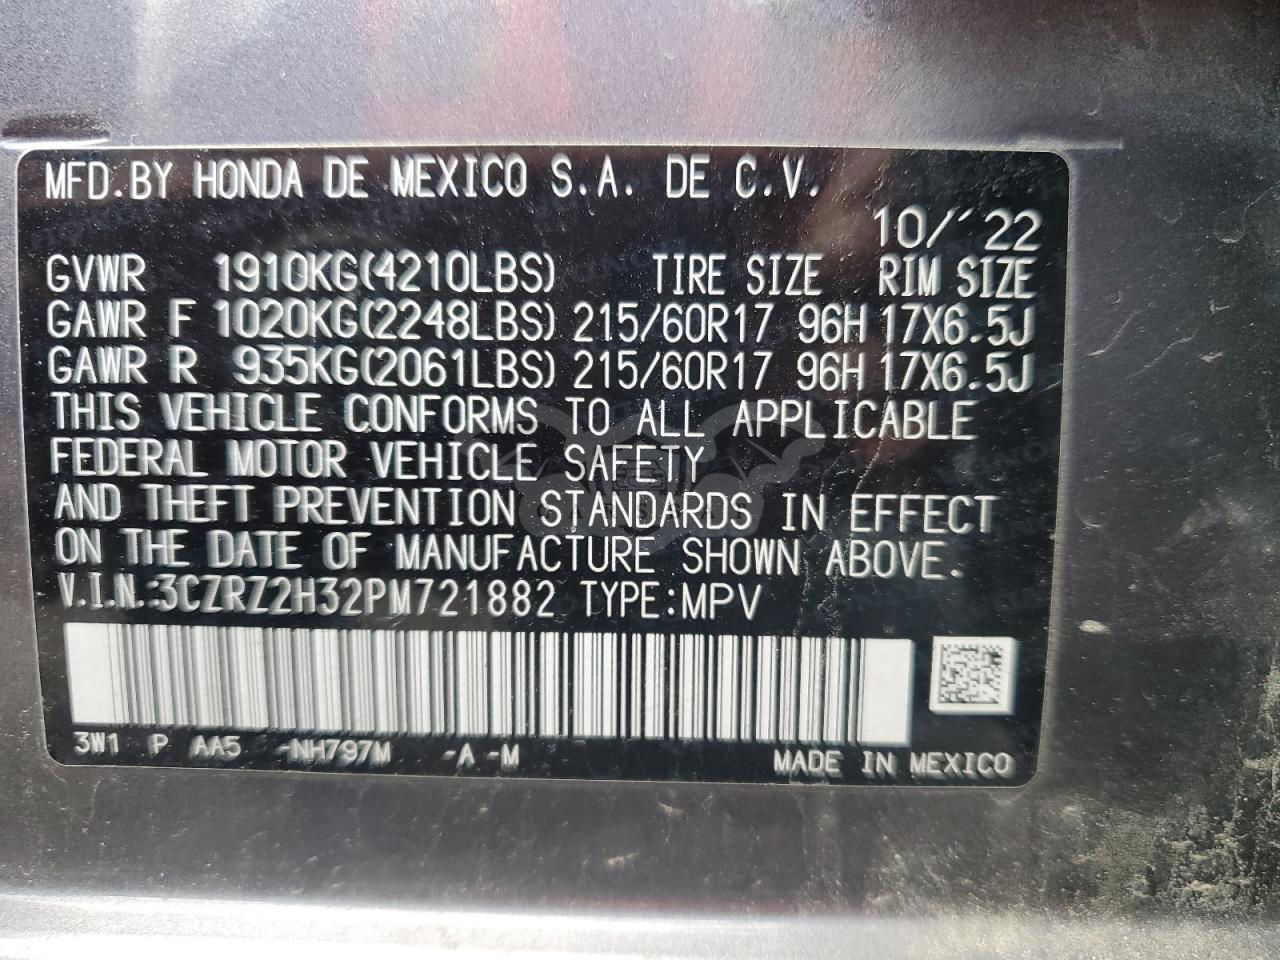 MFD.BY HONDA DE MEXICO S.A. DE C.V.
10/'22
GVWR 1910KG(4210LBS) TIRE SIZE RIM SIZE
GAWR F 1020KG(2248LBS) 215/60R17 96H 17X6.5J
GAWR R 935KG(2061LBS) 215/60R17 96H 17X6.5J
THIS VEHICLE CONFORMS TO ALL APPLICABLE
FEDERAL MOTOR VEHICLE SAFETY
AND THEFT PREVENTION STANDARDS IN EFFECT
ON THE DATE OF MANUFACTURE SHOWN ABOVE.
V.I.N.:3CZRZ2H32PM721882 TYPE:MPV
3W1 P AA5 -NH797M -A -M MADE IN MEXICO